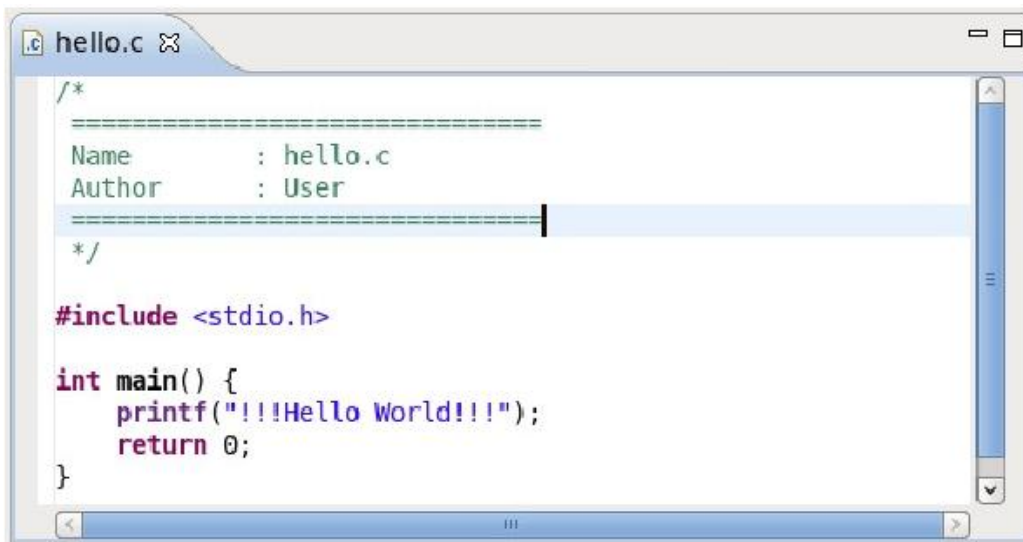 .c hello.c
/*
===============================
Name : hello.c
Author : User
===============================
*/
#include <stdio.h>
int main() {
printf("!!!Hello World!!!");
return 0;
}